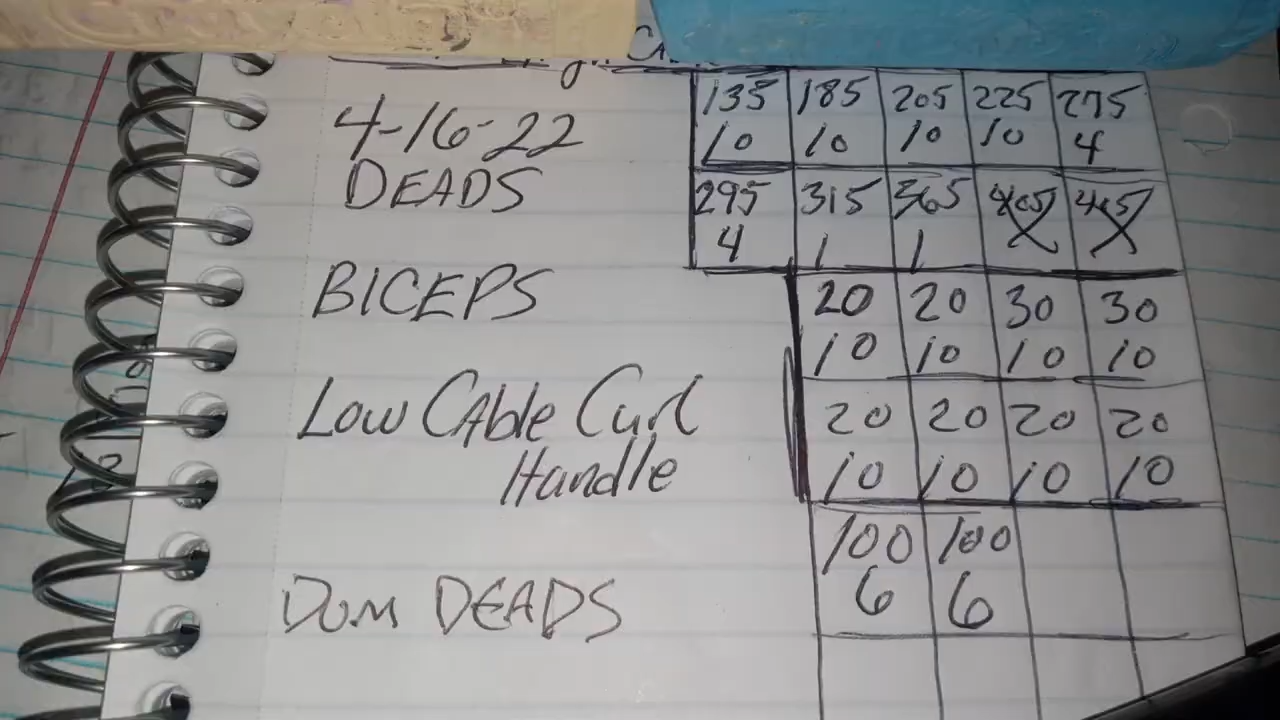 135 185 205 225 275
4-16-22 10 10 10 10 4
DEADS 295 315 365 405 405
4 1 1 X X
BICEPS 20 20 30 30
10 10 10 10
Low CAble Curl 20 20 20 20
Handle 10 10 10 10
100 100
DUM DEADS 6 6